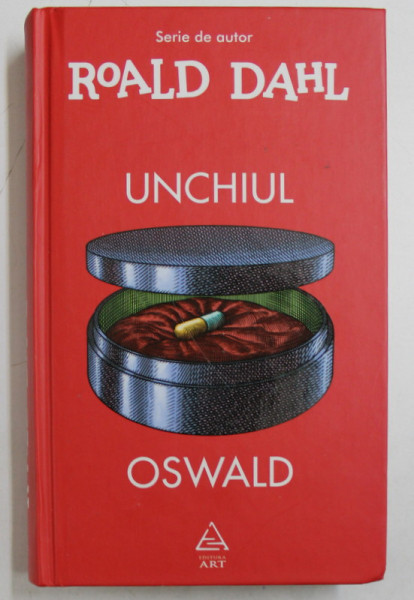 Serie de autor
ROALD DAHL
UNCHIUL
OSWALD
EDITURA
ART